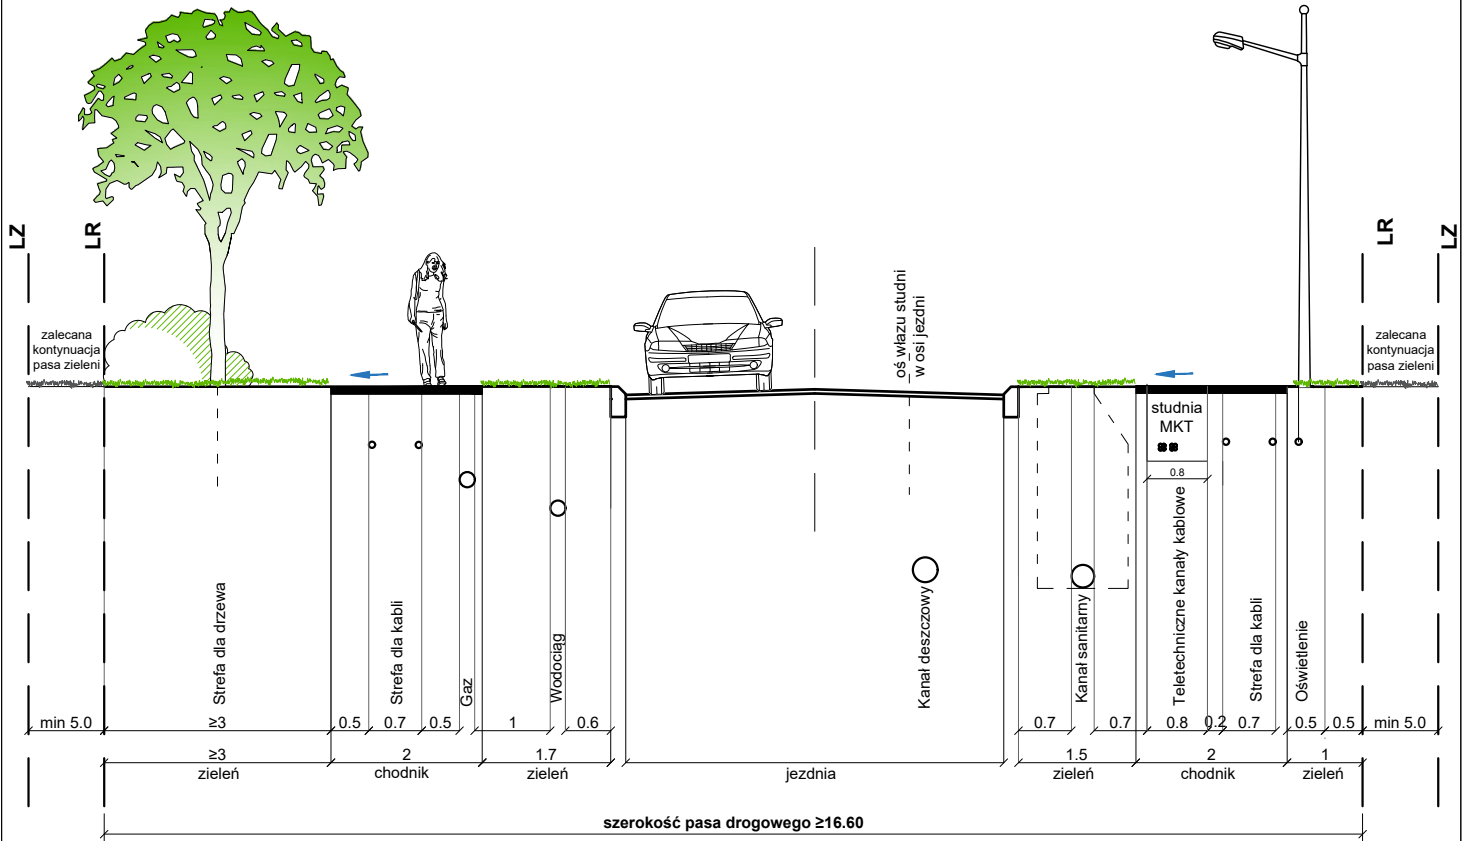 LZ
LR
LR
LZ
oś włazu studni
w osi jezdni
zalecana
kontynuacja
pasa zieleni
zalecana
kontynuacja
pasa zieleni
studnia
MKT
0.8
Strefa dla drzewa
Strefa dla kabli
Gaz
Wodociąg
Kanał deszczowy
Kanał sanitarny
Teletechniczne kanały kablowe
Strefa dla kabli
Oświetlenie
min 5.0
≥3
0.5
0.7
0.5
1
0.6
0.7
0.7
0.8
0.2
0.7
0.5
0.5
min 5.0
≥3
2
1.7
1.5
2
1
zieleń
chodnik
zieleń
jezdnia
zieleń
chodnik
zieleń
szerokość pasa drogowego ≥16.60